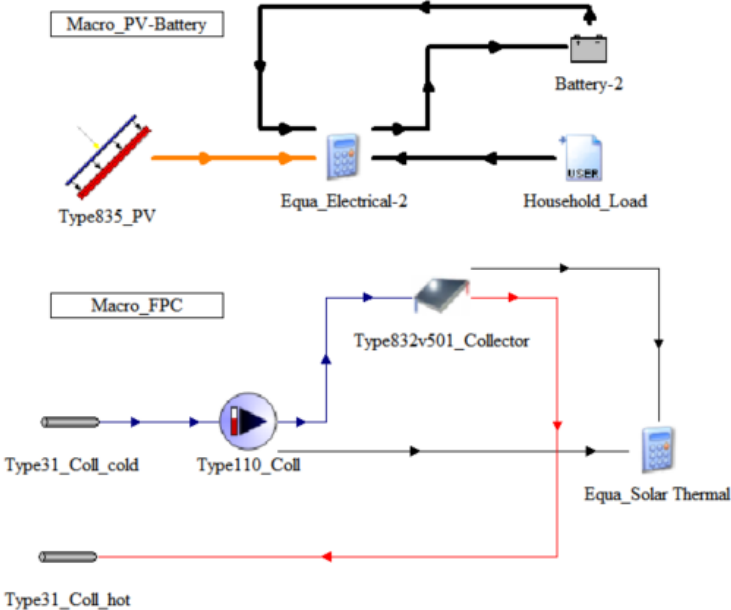 Macro_PV-Battery
Battery-2
USER
Type835_PV
Equa_Electrical-2
Household_Load
Macro_FPC
Type832v501_Collector
Type31_Coll_cold
Type110_Coll
Equa_Solar Thermal
Type31_Coll_hot